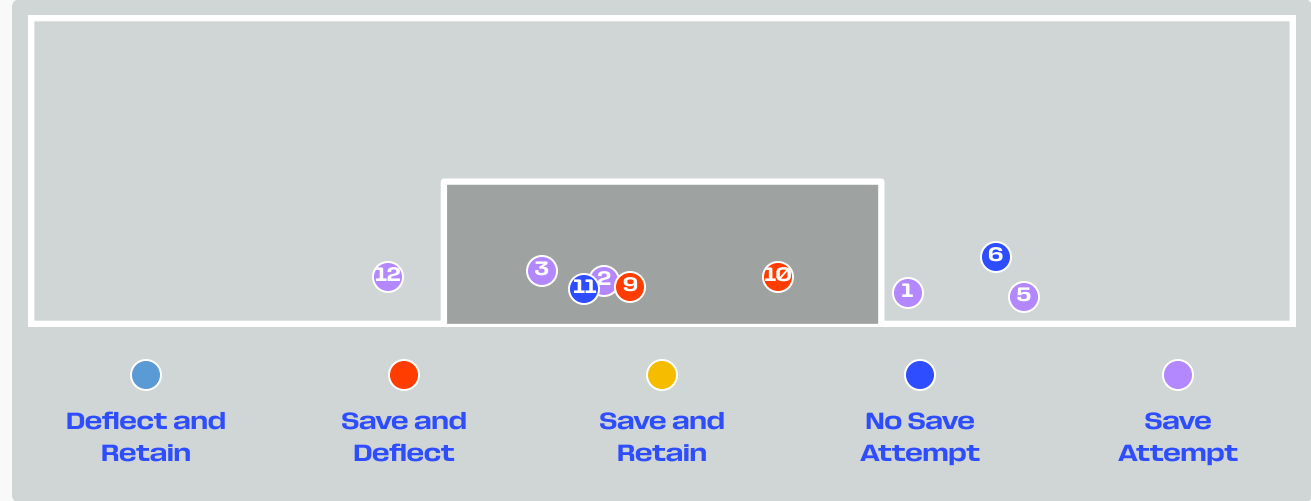 6
3
12
10
2
9
11
1
5
Deflect and
Retain
Save and
Deflect
Save and
Retain
No Save
Attempt
Save
Attempt